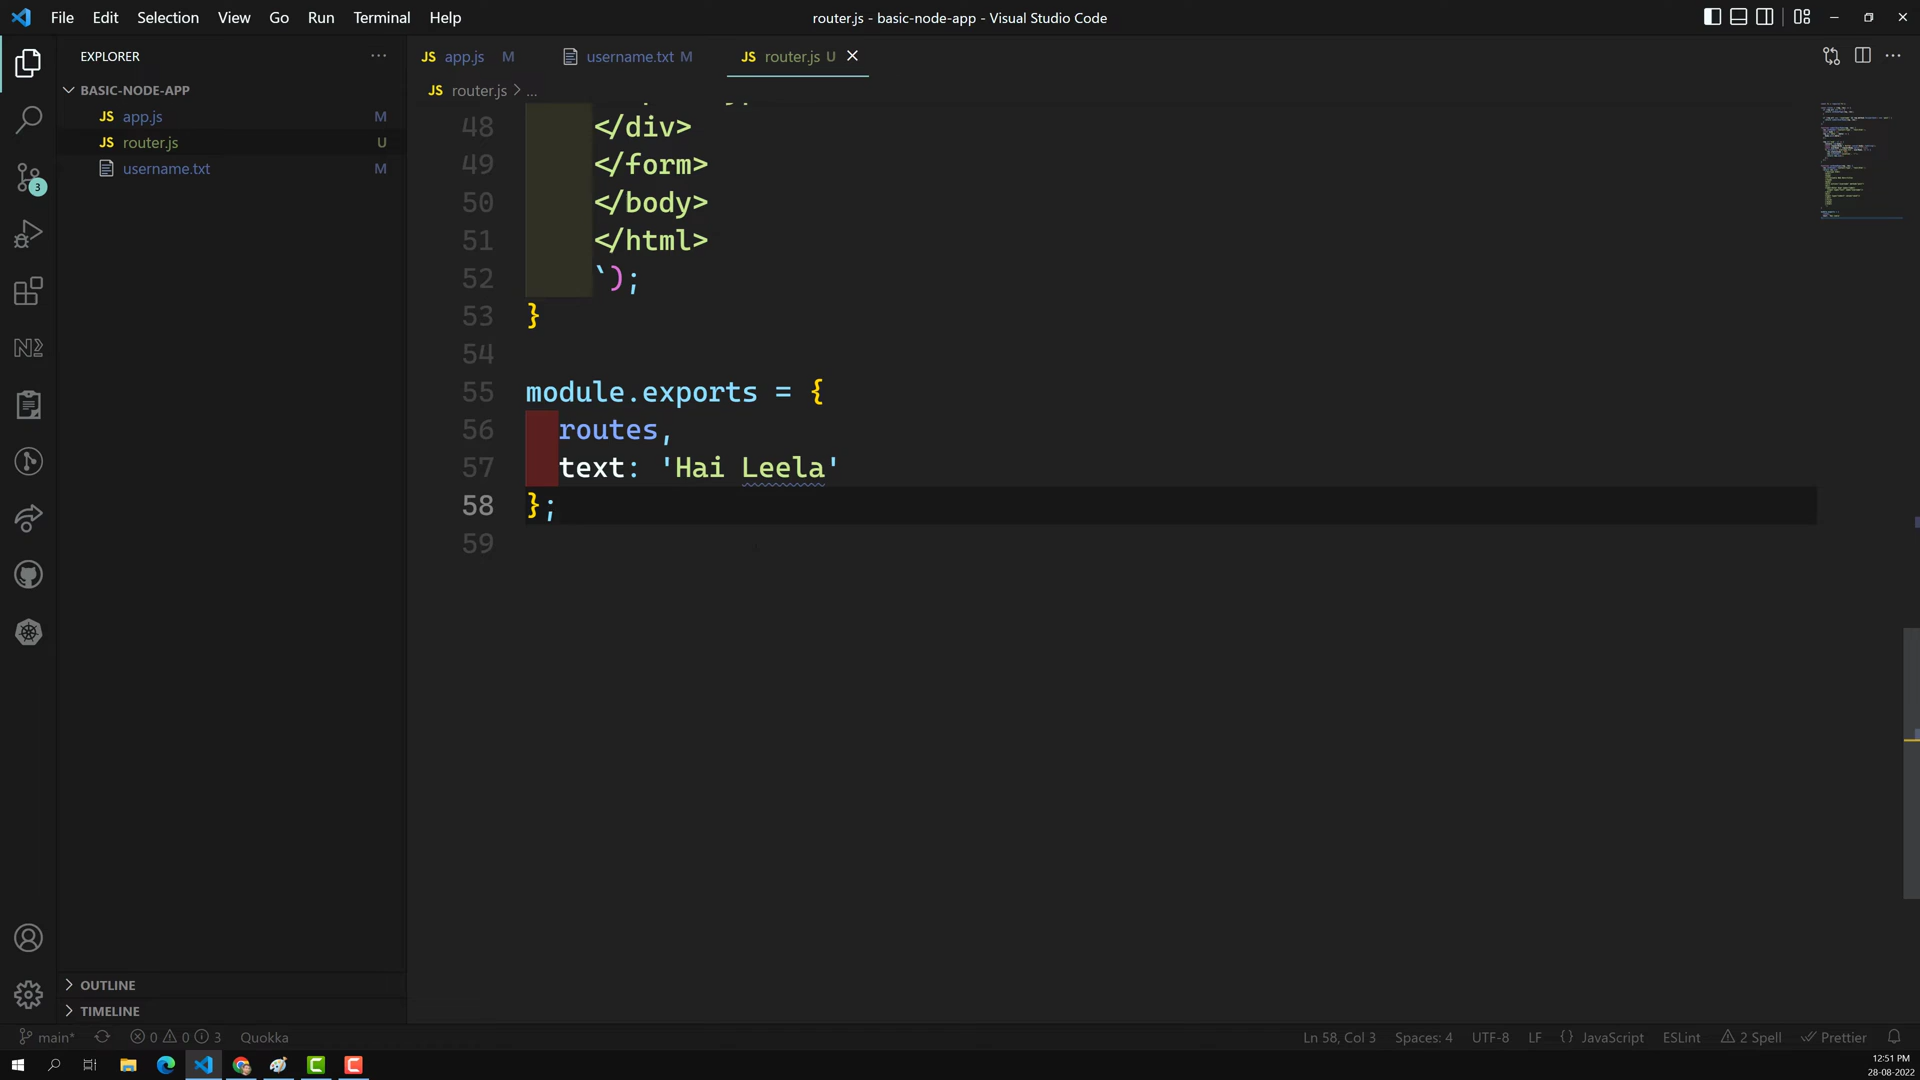 File Edit Selection View Go Run Terminal Help
router.js - basic-node-app - Visual Studio Code
EXPLORER
BASIC-NODE-APP
JS app.js M
JS router.js U
username.txt M
3
JS app.js M
username.txt M
JS router.js U
JS router.js > ...
48 </div>
49 </form>
50 </body>
51 </html>
52 `);
53 }
54
55 module.exports = {
56 routes,
57 text: 'Hai Leela'
58 };
59
OUTLINE
TIMELINE
main* 0 0 3 Quokka
Ln 58, Col 3 Spaces: 4 UTF-8 LF {} JavaScript ESLint 2 Spell Prettier
12:51 PM
28-08-2022